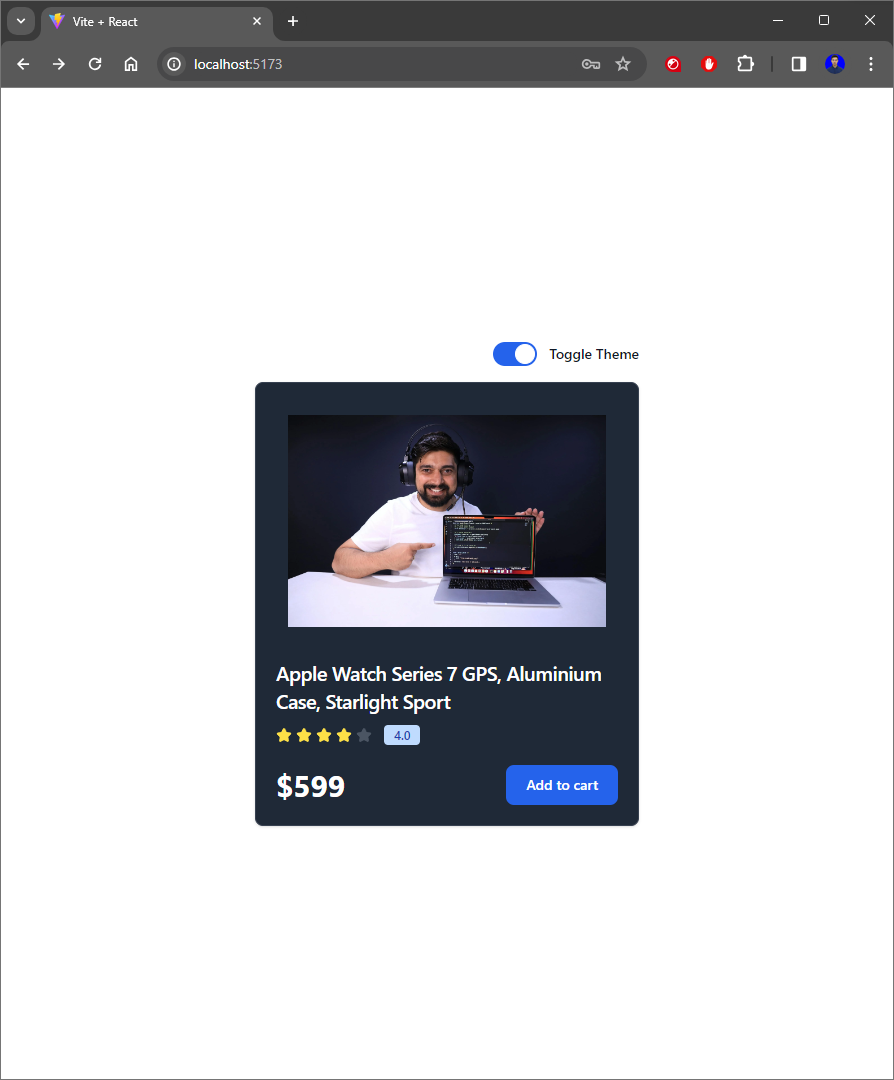 Vite + React
localhost:5173
Toggle Theme
Apple Watch Series 7 GPS, Aluminium
Case, Starlight Sport
4.0
$599
Add to cart